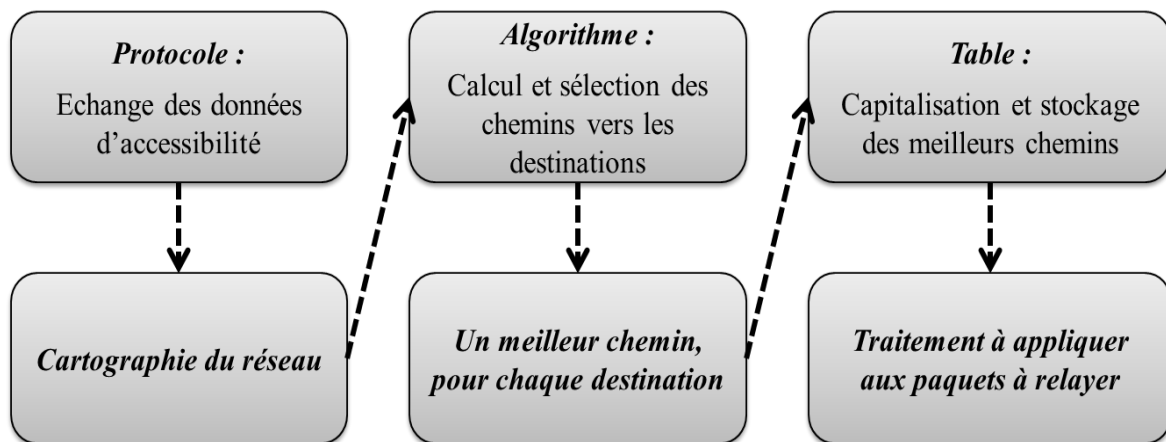 Protocole :
Echange des données
d’accessibilité
Algorithme :
Calcul et sélection des
chemins vers les
destinations
Table :
Capitalisation et stockage
des meilleurs chemins
Cartographie du réseau
Un meilleur chemin,
pour chaque destination
Traitement à appliquer
aux paquets à relayer